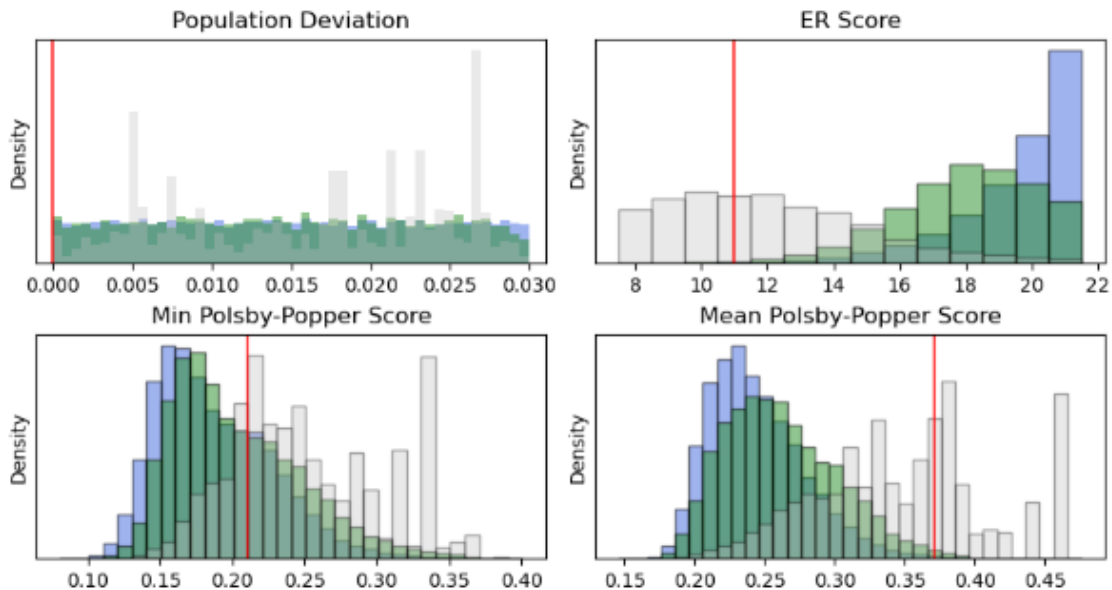 Population Deviation
Density
0.000 0.005 0.010 0.015 0.020 0.025 0.030
ER Score
Density
8 10 12 14 16 18 20 22
Min Polsby-Popper Score
Density
0.10 0.15 0.20 0.25 0.30 0.35 0.40
Mean Polsby-Popper Score
Density
0.15 0.20 0.25 0.30 0.35 0.40 0.45